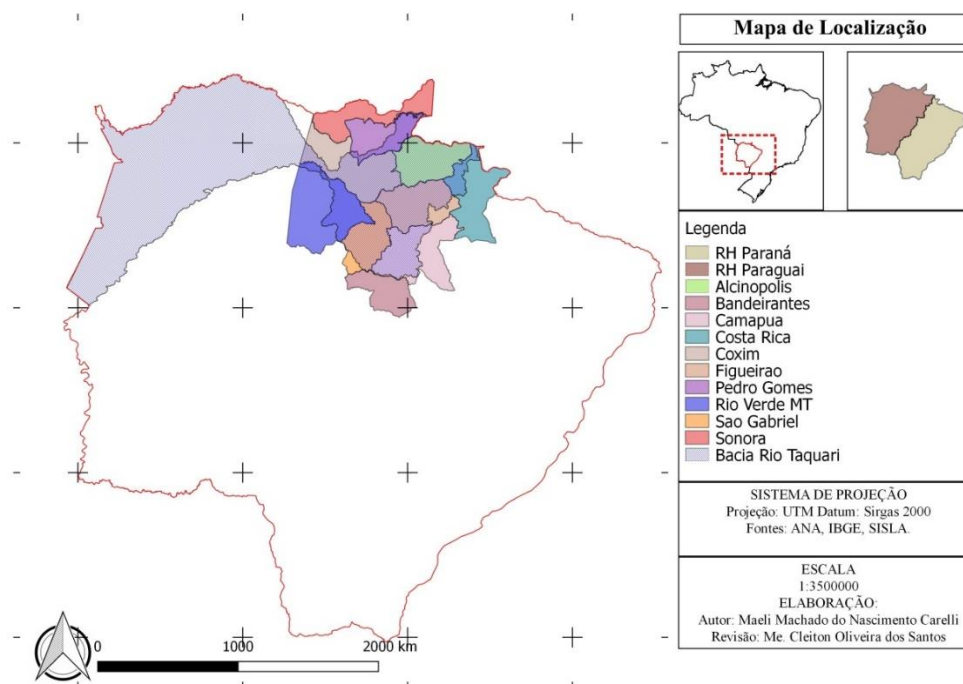 Mapa de Localização
Legenda
RH Paraná
RH Paraguai
Alcinopolis
Bandeirantes
Camapua
Costa Rica
Coxim
Figueirao
Pedro Gomes
Rio Verde MT
Sao Gabriel
Sonora
Bacia Rio Taquari
SISTEMA DE PROJEÇÃO
Projeção: UTM Datum: Sirgas 2000
Fontes: ANA, IBGE, SISLA.
ESCALA
1:3500000
ELABORAÇÃO:
Autor: Maeli Machado do Nascimento Carelli
Revisão: Me. Cleiton Oliveira dos Santos
0 1000 2000 km